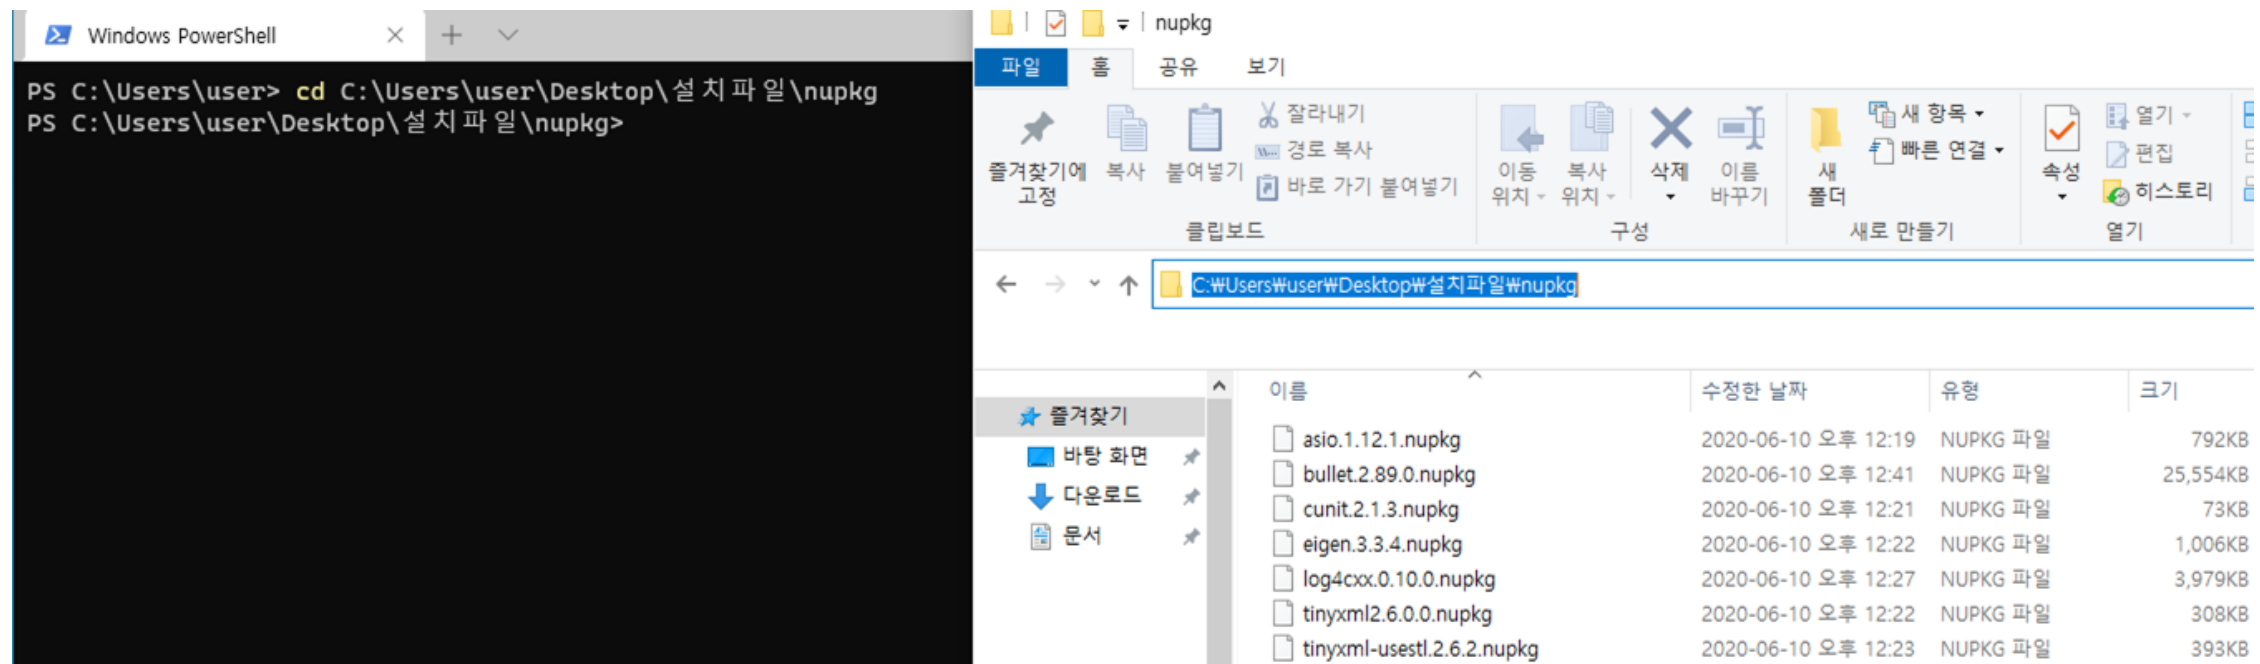 Windows PowerShell
PS C:\Users\user> cd C:\Users\user\Desktop\설치파일\nupkg
PS C:\Users\user\Desktop\설치파일\nupkg>
nupkg
파일 홈 공유 보기
즐겨찾기에 고정
복사
붙여넣기
잘라내기
경로 복사
바로 가기 붙여넣기
클립보드
이동 위치
복사 위치
삭제
이름 바꾸기
구성
새 폴더
새 항목
빠른 연결
새로 만들기
속성
열기
편집
히스토리
열기
C:₩Users₩user₩Desktop₩설치파일₩nupkg
즐겨찾기
바탕 화면
다운로드
문서
이름 수정한 날짜 유형 크기
asio.1.12.1.nupkg 2020-06-10 오후 12:19 NUPKG 파일 792KB
bullet.2.89.0.nupkg 2020-06-10 오후 12:41 NUPKG 파일 25,554KB
cunit.2.1.3.nupkg 2020-06-10 오후 12:21 NUPKG 파일 73KB
eigen.3.3.4.nupkg 2020-06-10 오후 12:22 NUPKG 파일 1,006KB
log4cxx.0.10.0.nupkg 2020-06-10 오후 12:27 NUPKG 파일 3,979KB
tinyxml2.6.0.0.nupkg 2020-06-10 오후 12:22 NUPKG 파일 308KB
tinyxml-usestl.2.6.2.nupkg 2020-06-10 오후 12:23 NUPKG 파일 393KB